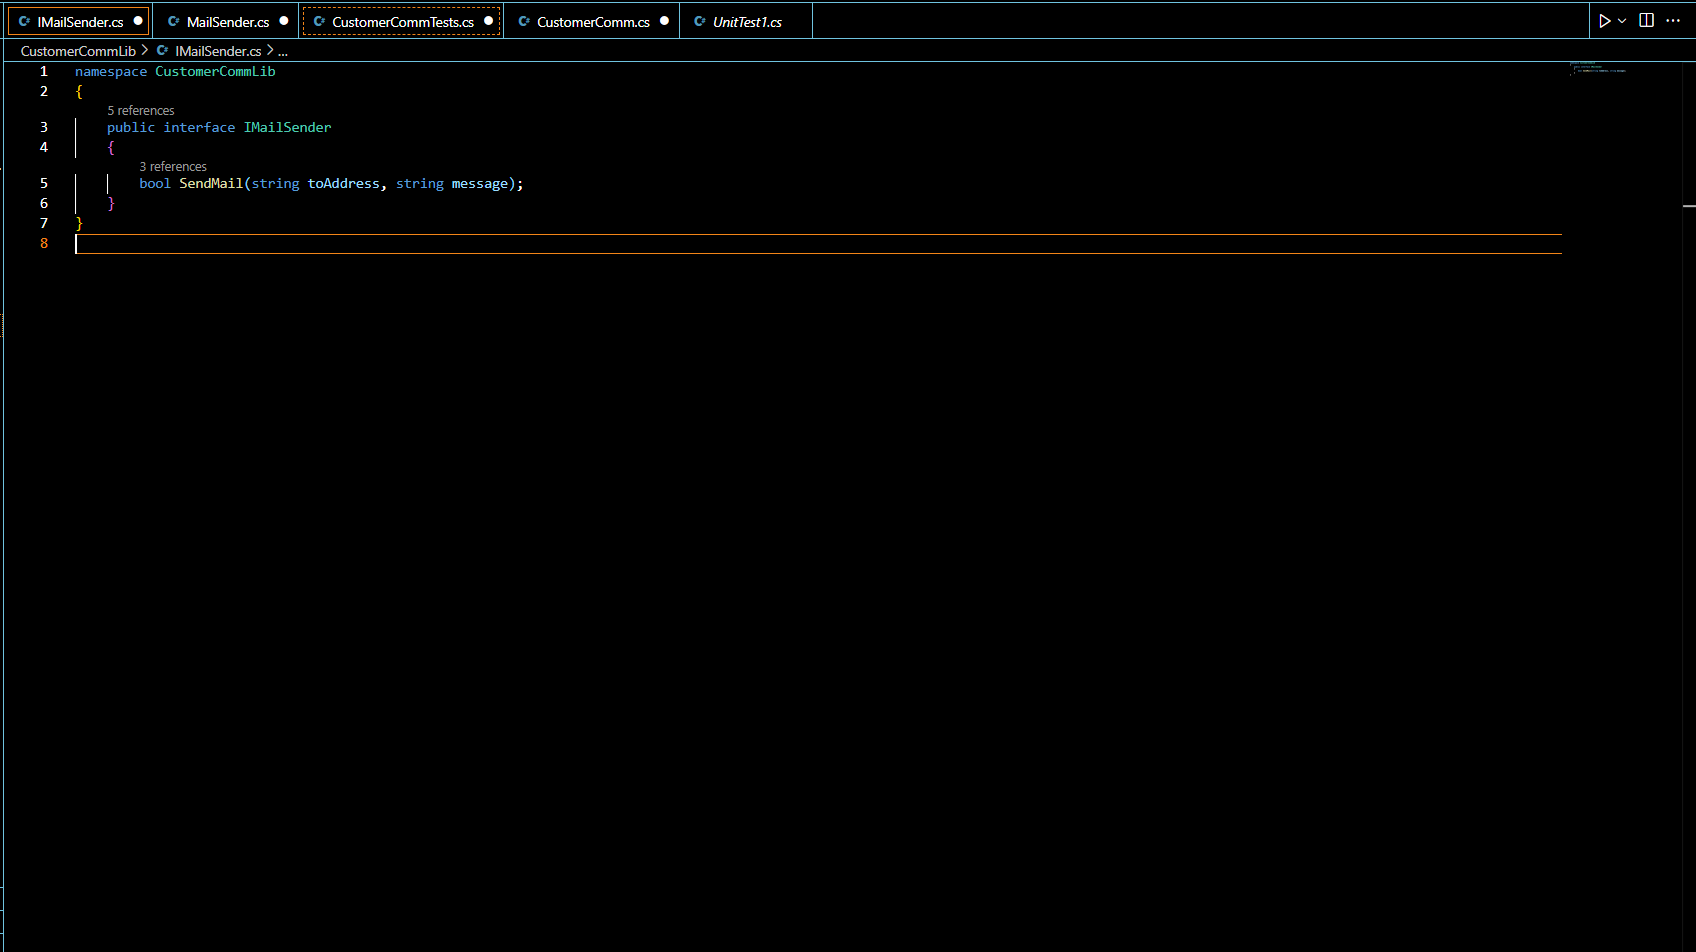 IMailSender.cs MailSender.cs CustomerCommTests.cs CustomerComm.cs UnitTest1.cs
CustomerCommLib > IMailSender.cs > ...
1 namespace CustomerCommLib
2 {
5 references
3 public interface IMailSender
4 {
3 references
5 bool SendMail(string toAddress, string message);
6 }
7 }
8